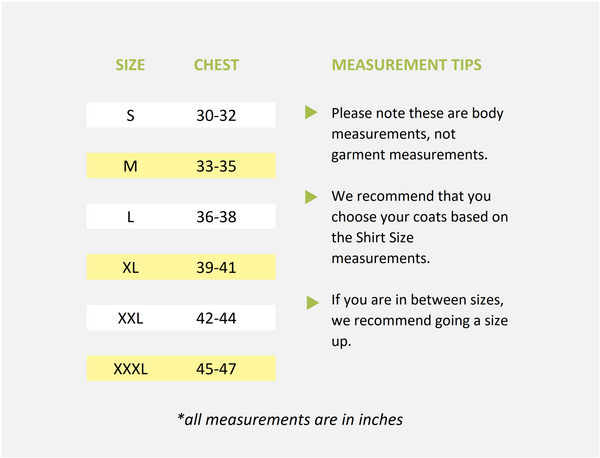 SIZE CHEST
S 30-32
M 33-35
L 36-38
XL 39-41
XXL 42-44
XXXL 45-47
MEASUREMENT TIPS
Please note these are body
measurements, not
garment measurements.
We recommend that you
choose your coats based on
the Shirt Size
measurements.
If you are in between sizes,
we recommend going a size
up.
*all measurements are in inches